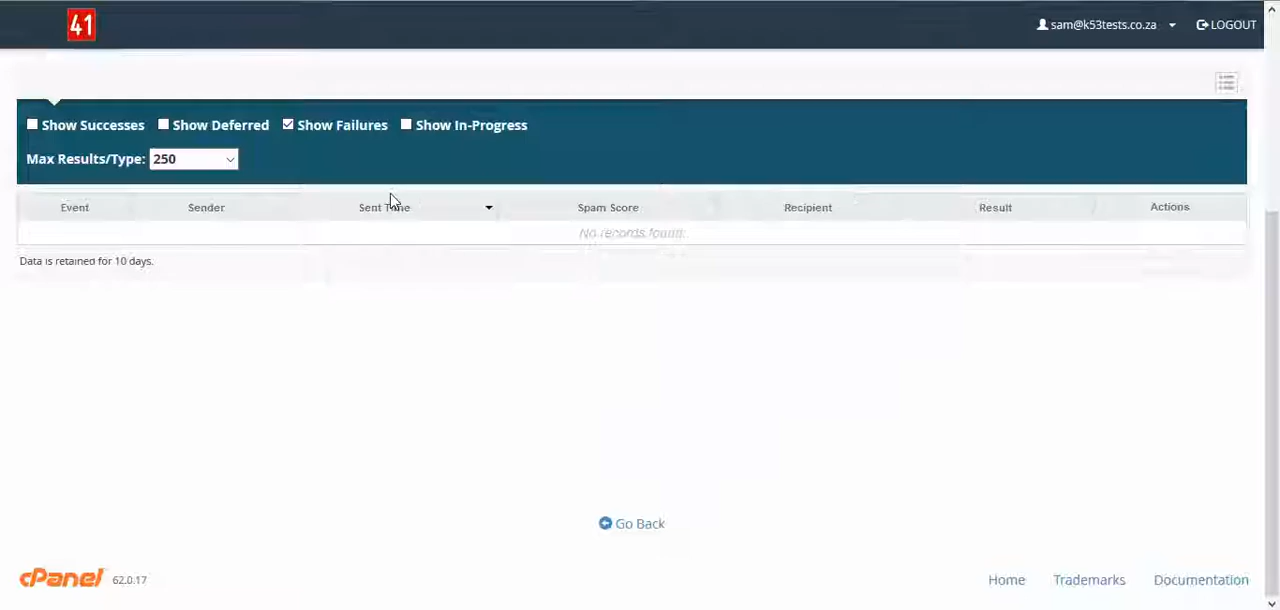 41
sam@k53tests.co.za LOGOUT
Show Successes Show Deferred Show Failures Show In-Progress
Max Results/Type: 250
Event Sender Sent Time Spam Score Recipient Result Actions
No records found.
Data is retained for 10 days.
Go Back
cPanel 62.0.17 Home Trademarks Documentation